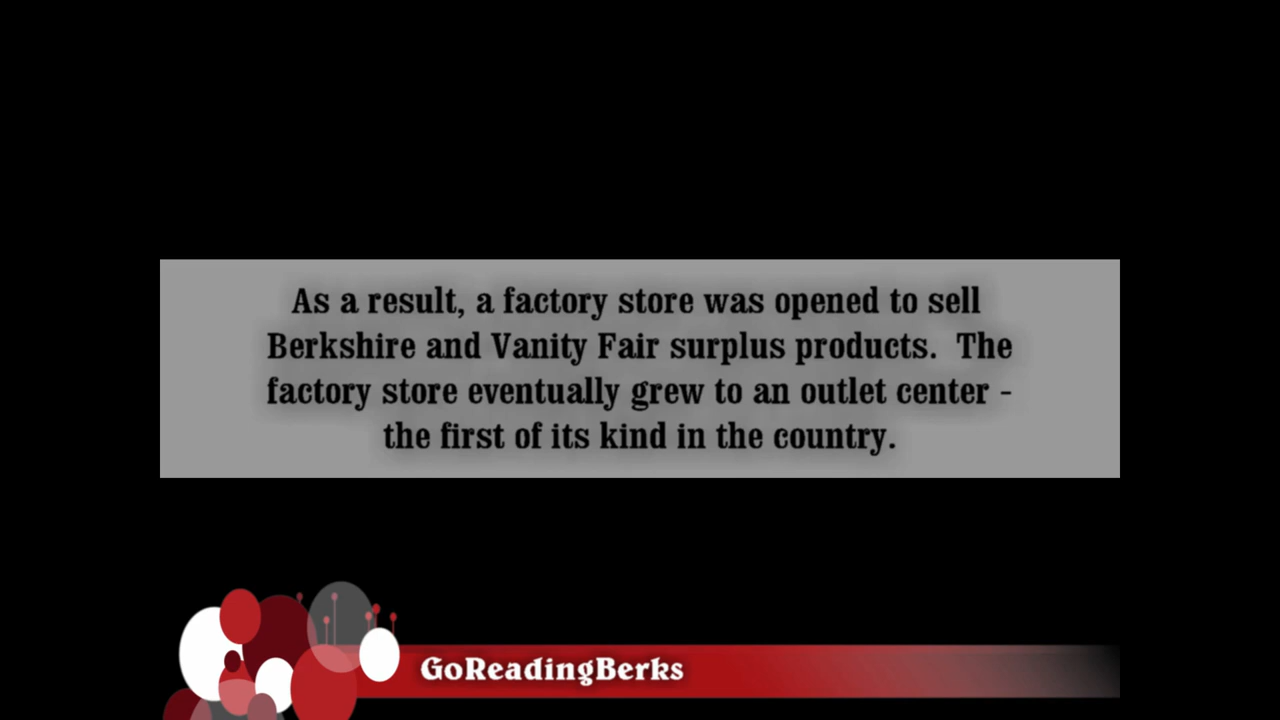 As a result, a factory store was opened to sell
Berkshire and Vanity Fair surplus products. The
factory store eventually grew to an outlet center -
the first of its kind in the country.
GoReadingBerks